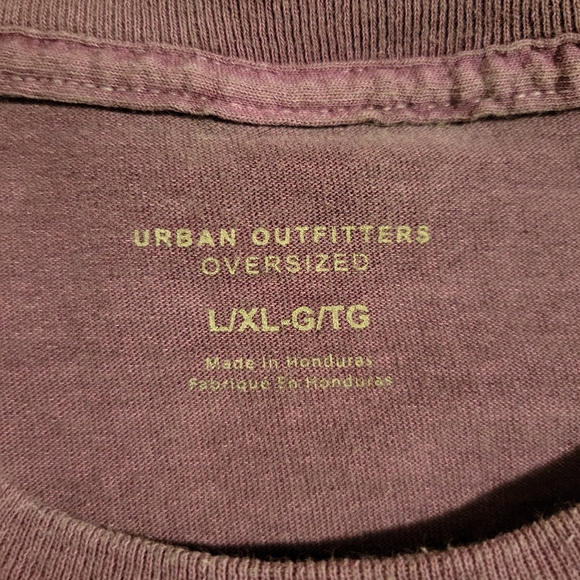 URBAN OUTFITTERS
OVERSIZED
L/XL-G/TG
Made In Honduras
Fabriqué En Honduras